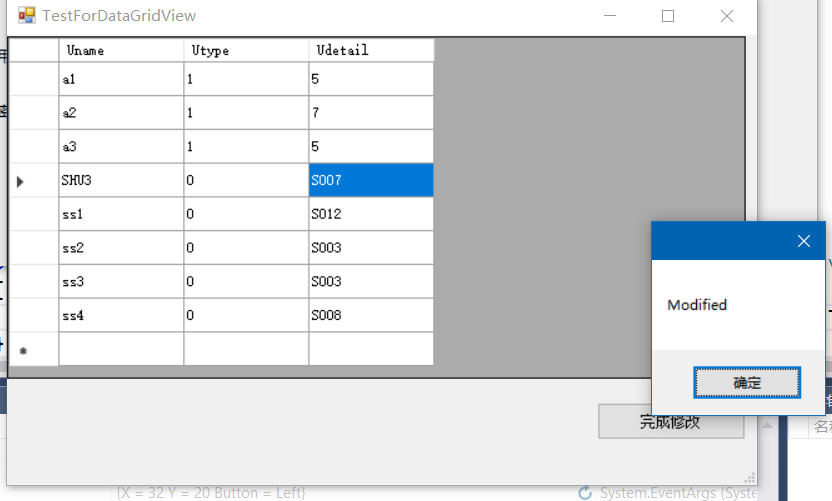 TestForDataGridView
Uname Utype Udetail
a1 1 5
a2 1 7
a3 1 5
SHU3 0 S007
ss1 0 S012
ss2 0 S003
ss3 0 S003
ss4 0 S008
Modified
确定
完成修改
{X = 32 Y = 20 Button = Left}
System.EventArgs {Syste